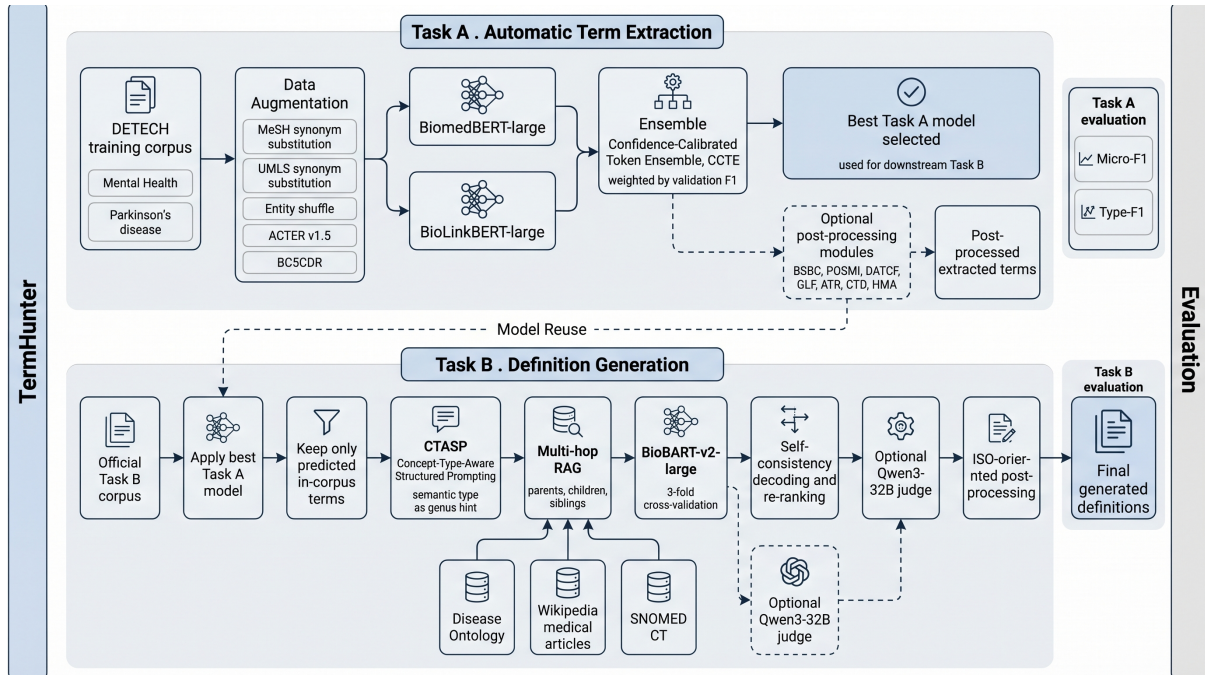 TermHunter
Task A . Automatic Term Extraction
DETECH
training corpus
Mental Health
Parkinson's
disease
Data
Augmentation
MeSH synonym
substitution
UMLS synonym
substitution
Entity shuffle
ACTER v1.5
BC5CDR
BiomedBERT-large
BioLinkBERT-large
Ensemble
Confidence-Calibrated
Token Ensemble, CCTE
weighted by validation F1
Best Task A model
selected
used for downstream Task B
Optional
post-processing
modules
BSBC, POSMI, DATCF,
GLF, ATR, CTD, HMA
Post-
processed
extracted terms
Task A
evaluation
Micro-F1
Type-F1
Evaluation
Model Reuse
Task B . Definition Generation
Official
Task B
corpus
Apply best
Task A
model
Keep only
predicted
in-corpus
terms
CTASP
Concept-Type-Aware
Structured Prompting
semantic type
as genus hint
Multi-hop
RAG
parents, children,
siblings
BioBART-v2-
large
3-fold
cross-validation
Self-
consistency
decoding and
re-ranking
Optional
Qwen3-
32B judge
ISO-orier-
nted post-
processing
Task B
evaluation
Final
generated
definitions
Disease
Ontology
Wikipedia
medical
articles
SNOMED
CT
Optional
Qwen3-32B
judge